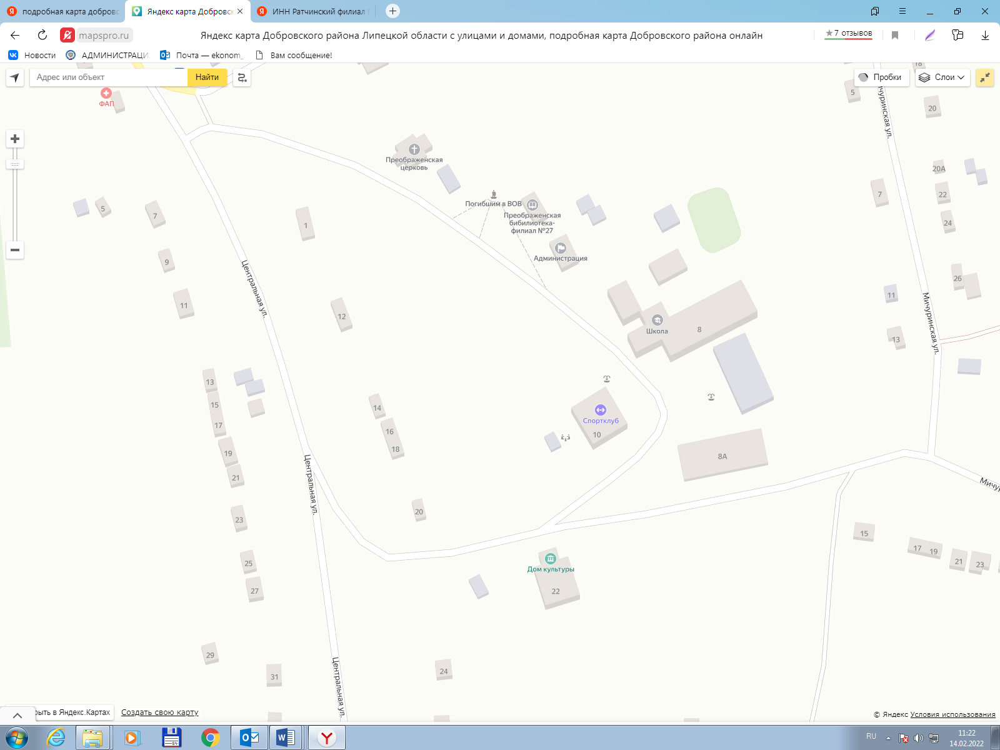 подробная карта добровс
Яндекс карта Добровск
ИНН Ратчинский филиал
mapspro.ru
Яндекс карта Добровского района Липецкой области с улицами и домами, подробная карта Добровского района онлайн
★ 7 отзывов
Новости
АДМИНИСТРАЦИ
Почта — ekonom_
Вам сообщение!
Адрес или объект
Найти
Пробки
Слои
18
5
ФАП
20
Мичуринская ул.
Преображенская
церковь
20А
7
22
24
Погибшим в ВОВ
Преображенская
библиотека-
филиал №27
5
7
1
Администрация
9
Центральная ул.
11
12
26
11
Мичуринская ул.
13
Школа
8
13
15
17
14
16
18
Спортклуб
10
19
21
8А
Центральная ул.
Мичу
20
23
15
17
19
21
23
25
27
Дом культуры
22
29
31
24
Центральная ул.
рыть в Яндекс.Картах
Создать свою карту
© Яндекс Условия использования
RU
11:22
14.02.2022